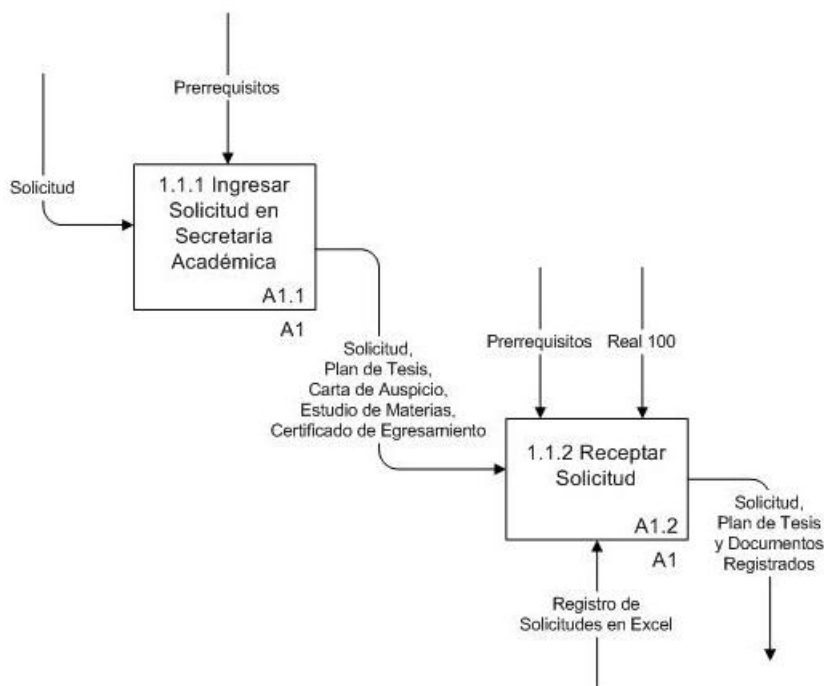 Prerrequisitos
Solicitud
1.1.1 Ingresar
Solicitud en
Secretaría
Académica
A1.1
A1
Solicitud,
Plan de Tesis,
Carta de Auspicio,
Estudio de Materias,
Certificado de Egresamiento
Prerrequisitos
Real 100
1.1.2 Receptar
Solicitud
A1.2
A1
Solicitud,
Plan de Tesis
y Documentos
Registrados
Registro de
Solicitudes en Excel